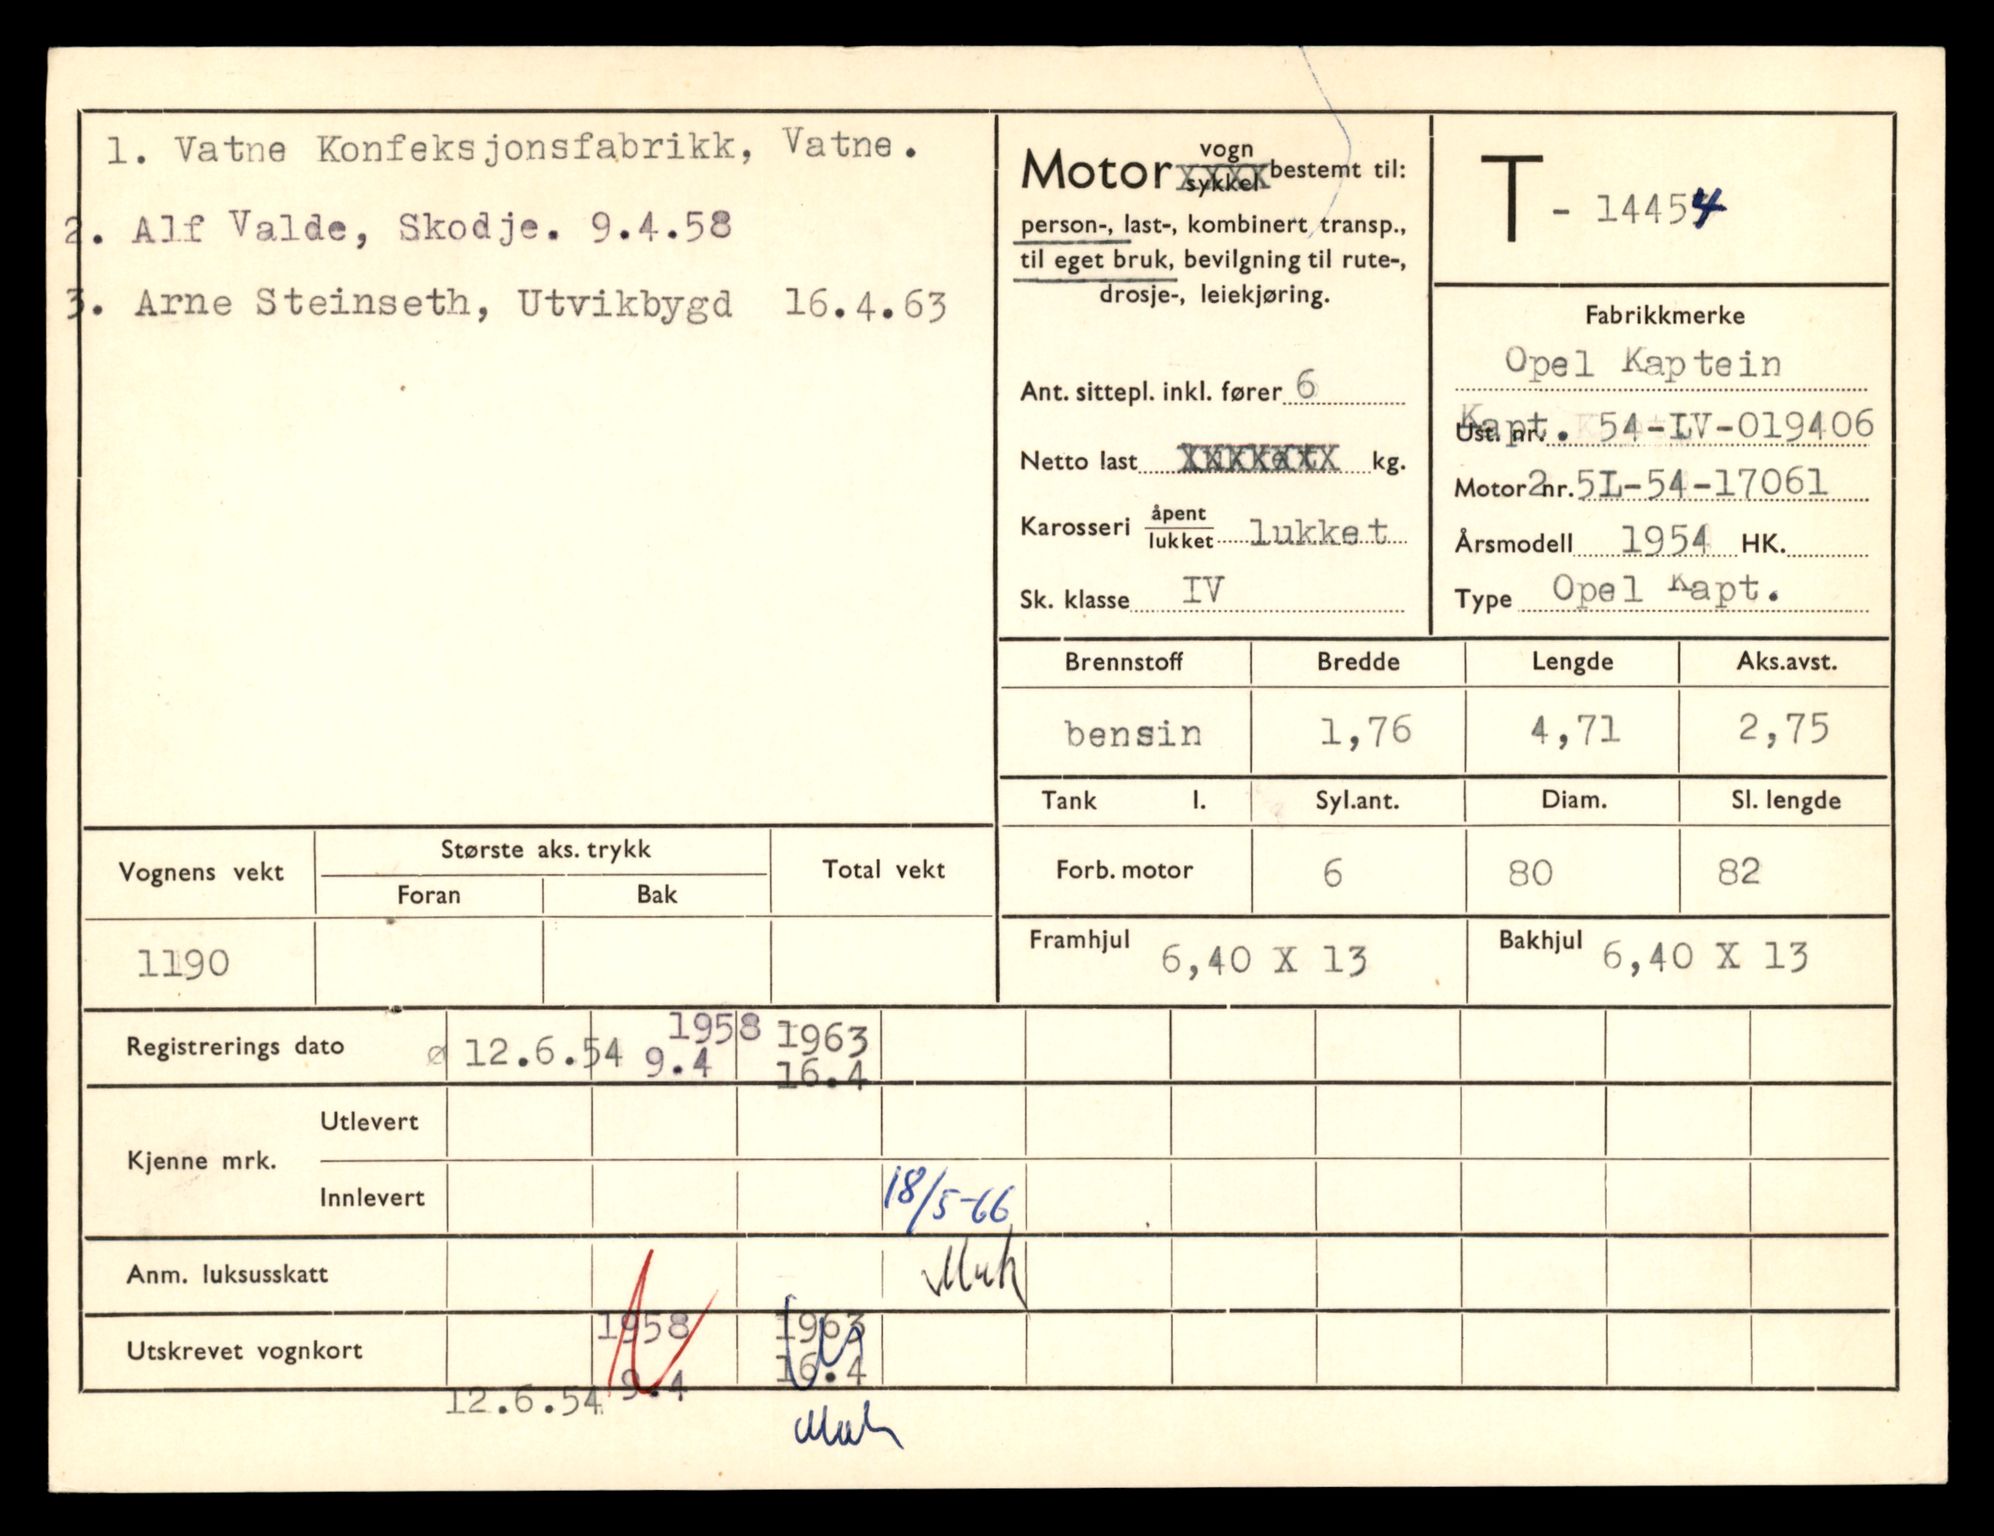 1. Vatne Konfeksjonsfabrikk, Vatne.
2. Alf Valde, Skodje. 9.4.58
3. Arne Steinseth, Utvikbygd 16.4.63
Motor vogn sykkel bestemt til:
person-, last-, kombinert transp.,
til eget bruk, bevilgning til rute-,
drosje-, leiekjøring.
Ant. sittepl. inkl. fører 6
Netto last kg.
Karosseri åpent lukket lukket
Sk. klasse IV
T - 14454
Fabrikkmerke
Opel Kaptein
Ust. nr. Kapt. 54-LV-019406
Motor nr. 2 5L-54-17061
Årsmodell 1954 HK.
Type Opel Kapt.
Brennstoff Bredde Lengde Aks.avst.
bensin 1,76 4,71 2,75
Tank l. Syl.ant. Diam. Sl. lengde
Forb. motor 6 80 82
Framhjul 6,40 X 13 Bakhjul 6,40 X 13
Vognens vekt Største aks. trykk Total vekt
Foran Bak
1190
Registrerings dato ø 12.6.54 1958 9.4 1963 16.4
Kjenne mrk.
Utlevert
Innlevert 18/5-66
Anm. luksusskatt
Utskrevet vognkort 12.6.54 1958 9.4 1963 16.4